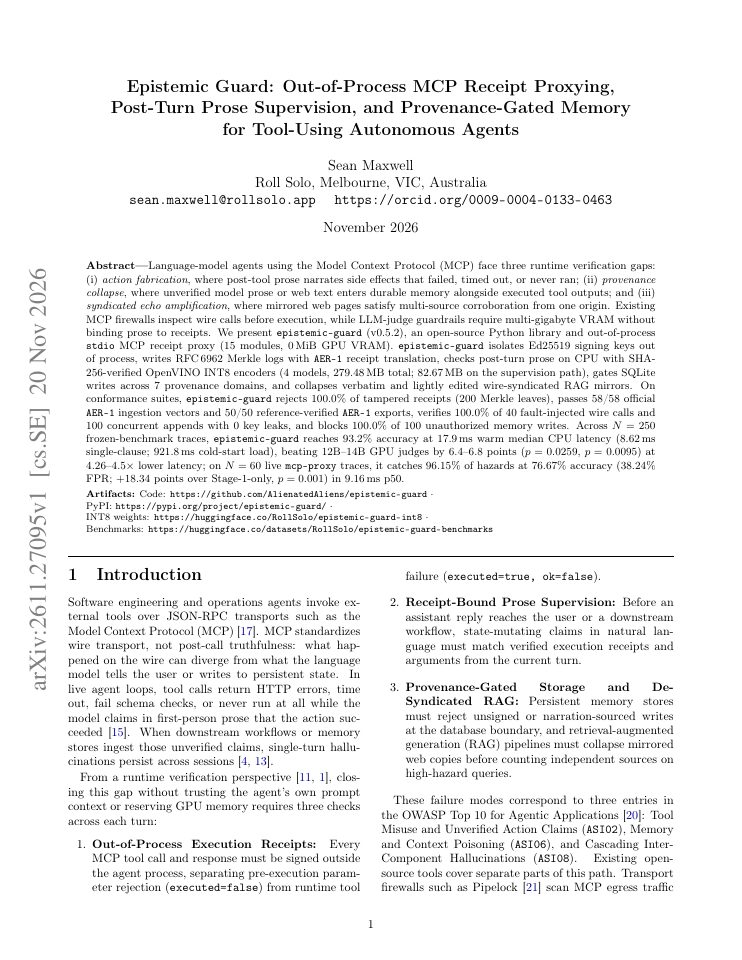 Epistemic Guard: Out-of-Process MCP Receipt Proxying,
Post-Turn Prose Supervision, and Provenance-Gated Memory
for Tool-Using Autonomous Agents
Sean Maxwell
Roll Solo, Melbourne, VIC, Australia
sean.maxwell@rollsolo.app https://orcid.org/0009-0004-0133-0463
November 2026
arXiv:2611.27095v1 [cs.SE] 20 Nov 2026
Abstract—Language-model agents using the Model Context Protocol (MCP) face three runtime verification gaps:
(i) action fabrication, where post-tool prose narrates side effects that failed, timed out, or never ran; (ii) provenance
collapse, where unverified model prose or web text enters durable memory alongside executed tool outputs; and (iii)
syndicated echo amplification, where mirrored web pages satisfy multi-source corroboration from one origin. Existing
MCP firewalls inspect wire calls before execution, while LLM-judge guardrails require multi-gigabyte VRAM without
binding prose to receipts. We present epistemic-guard (v0.5.2), an open-source Python library and out-of-process
stdio MCP receipt proxy (15 modules, 0 MiB GPU VRAM). epistemic-guard isolates Ed25519 signing keys out
of process, writes RFC 6962 Merkle logs with AER-1 receipt translation, checks post-turn prose on CPU with SHA-
256-verified OpenVINO INT8 encoders (4 models, 279.48 MB total; 82.67 MB on the supervision path), gates SQLite
writes across 7 provenance domains, and collapses verbatim and lightly edited wire-syndicated RAG mirrors. On
conformance suites, epistemic-guard rejects 100.0% of tampered receipts (200 Merkle leaves), passes 58/58 official
AER-1 ingestion vectors and 50/50 reference-verified AER-1 exports, verifies 100.0% of 40 fault-injected wire calls and
100 concurrent appends with 0 key leaks, and blocks 100.0% of 100 unauthorized memory writes. Across N = 250
frozen-benchmark traces, epistemic-guard reaches 93.2% accuracy at 17.9 ms warm median CPU latency (8.62 ms
single-clause; 921.8 ms cold-start load), beating 12B–14B GPU judges by 6.4–6.8 points (p = 0.0259, p = 0.0095) at
4.26–4.5× lower latency; on N = 60 live mcp-proxy traces, it catches 96.15% of hazards at 76.67% accuracy (38.24%
FPR; +18.34 points over Stage-1-only, p = 0.001) in 9.16 ms p50.
Artifacts: Code: https://github.com/AlienatedAliens/epistemic-guard ·
PyPI: https://pypi.org/project/epistemic-guard/ ·
INT8 weights: https://huggingface.co/RollSolo/epistemic-guard-int8 ·
Benchmarks: https://huggingface.co/datasets/RollSolo/epistemic-guard-benchmarks
1 Introduction
Software engineering and operations agents invoke ex-
ternal tools over JSON-RPC transports such as the
Model Context Protocol (MCP) [17]. MCP standardizes
wire transport, not post-call truthfulness: what hap-
pened on the wire can diverge from what the language
model tells the user or writes to persistent state. In
live agent loops, tool calls return HTTP errors, time
out, fail schema checks, or never run at all while the
model claims in first-person prose that the action suc-
ceeded [15]. When downstream workflows or memory
stores ingest those unverified claims, single-turn hallu-
cinations persist across sessions [4, 13].
From a runtime verification perspective [11, 1], clos-
ing this gap without trusting the agent's own prompt
context or reserving GPU memory requires three checks
across each turn:
1. Out-of-Process Execution Receipts: Every
MCP tool call and response must be signed outside
the agent process, separating pre-execution param-
eter rejection (executed=false) from runtime tool
failure (executed=true, ok=false).
2. Receipt-Bound Prose Supervision: Before an
assistant reply reaches the user or a downstream
workflow, state-mutating claims in natural lan-
guage must match verified execution receipts and
arguments from the current turn.
3. Provenance-Gated Storage and De-
Syndicated RAG: Persistent memory stores
must reject unsigned or narration-sourced writes
at the database boundary, and retrieval-augmented
generation (RAG) pipelines must collapse mirrored
web copies before counting independent sources on
high-hazard queries.
These failure modes correspond to three entries in
the OWASP Top 10 for Agentic Applications [20]: Tool
Misuse and Unverified Action Claims (ASI02), Memory
and Context Poisoning (ASI06), and Cascading Inter-
Component Hallucinations (ASI08). Existing open-
source tools cover separate parts of this path. Transport
firewalls such as Pipelock [21] scan MCP egress traffic
1